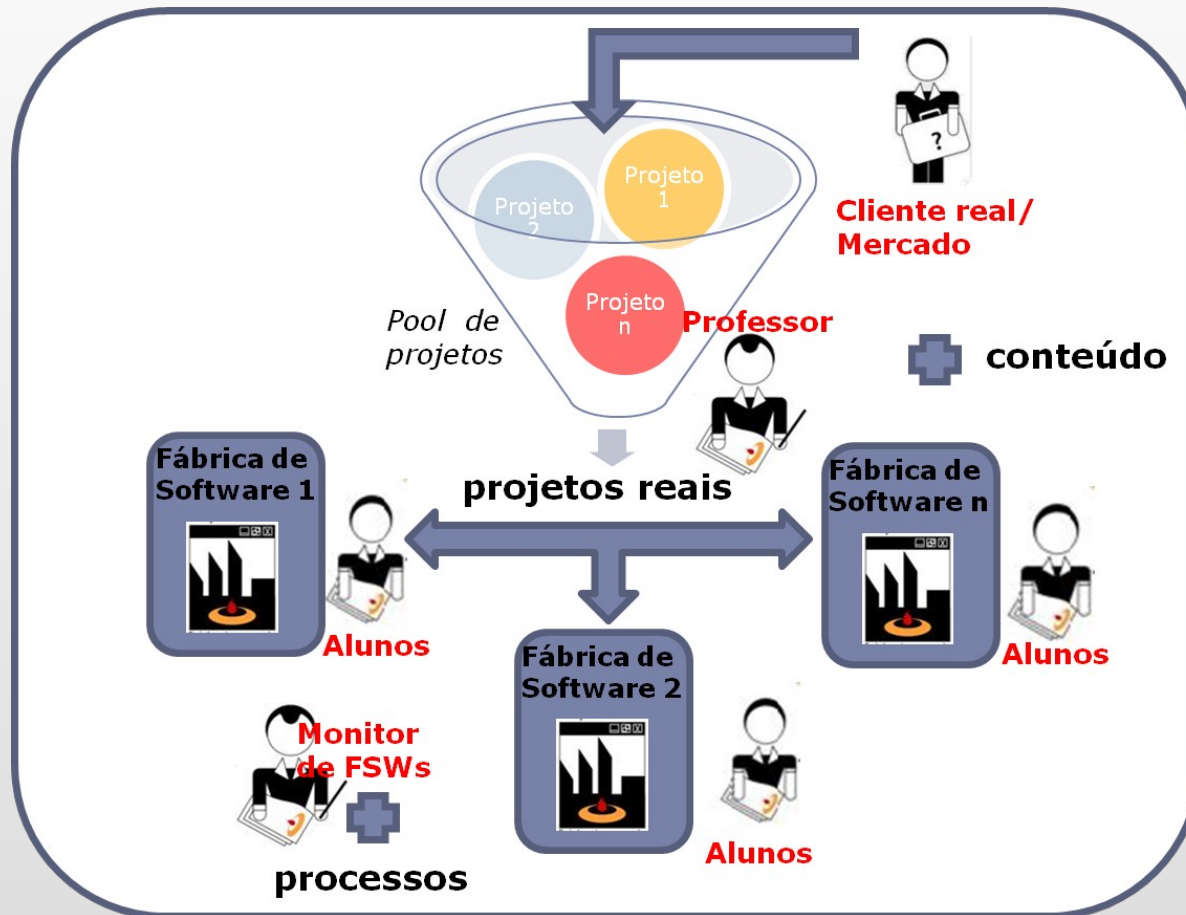 ?
Cliente real/
Mercado
Projeto
1
Projeto
2
Projeto
n
Pool de
projetos
Professor
conteúdo
projetos reais
Fábrica de
Software 1
Alunos
Fábrica de
Software n
Alunos
Fábrica de
Software 2
Alunos
Monitor
de FSWs
processos